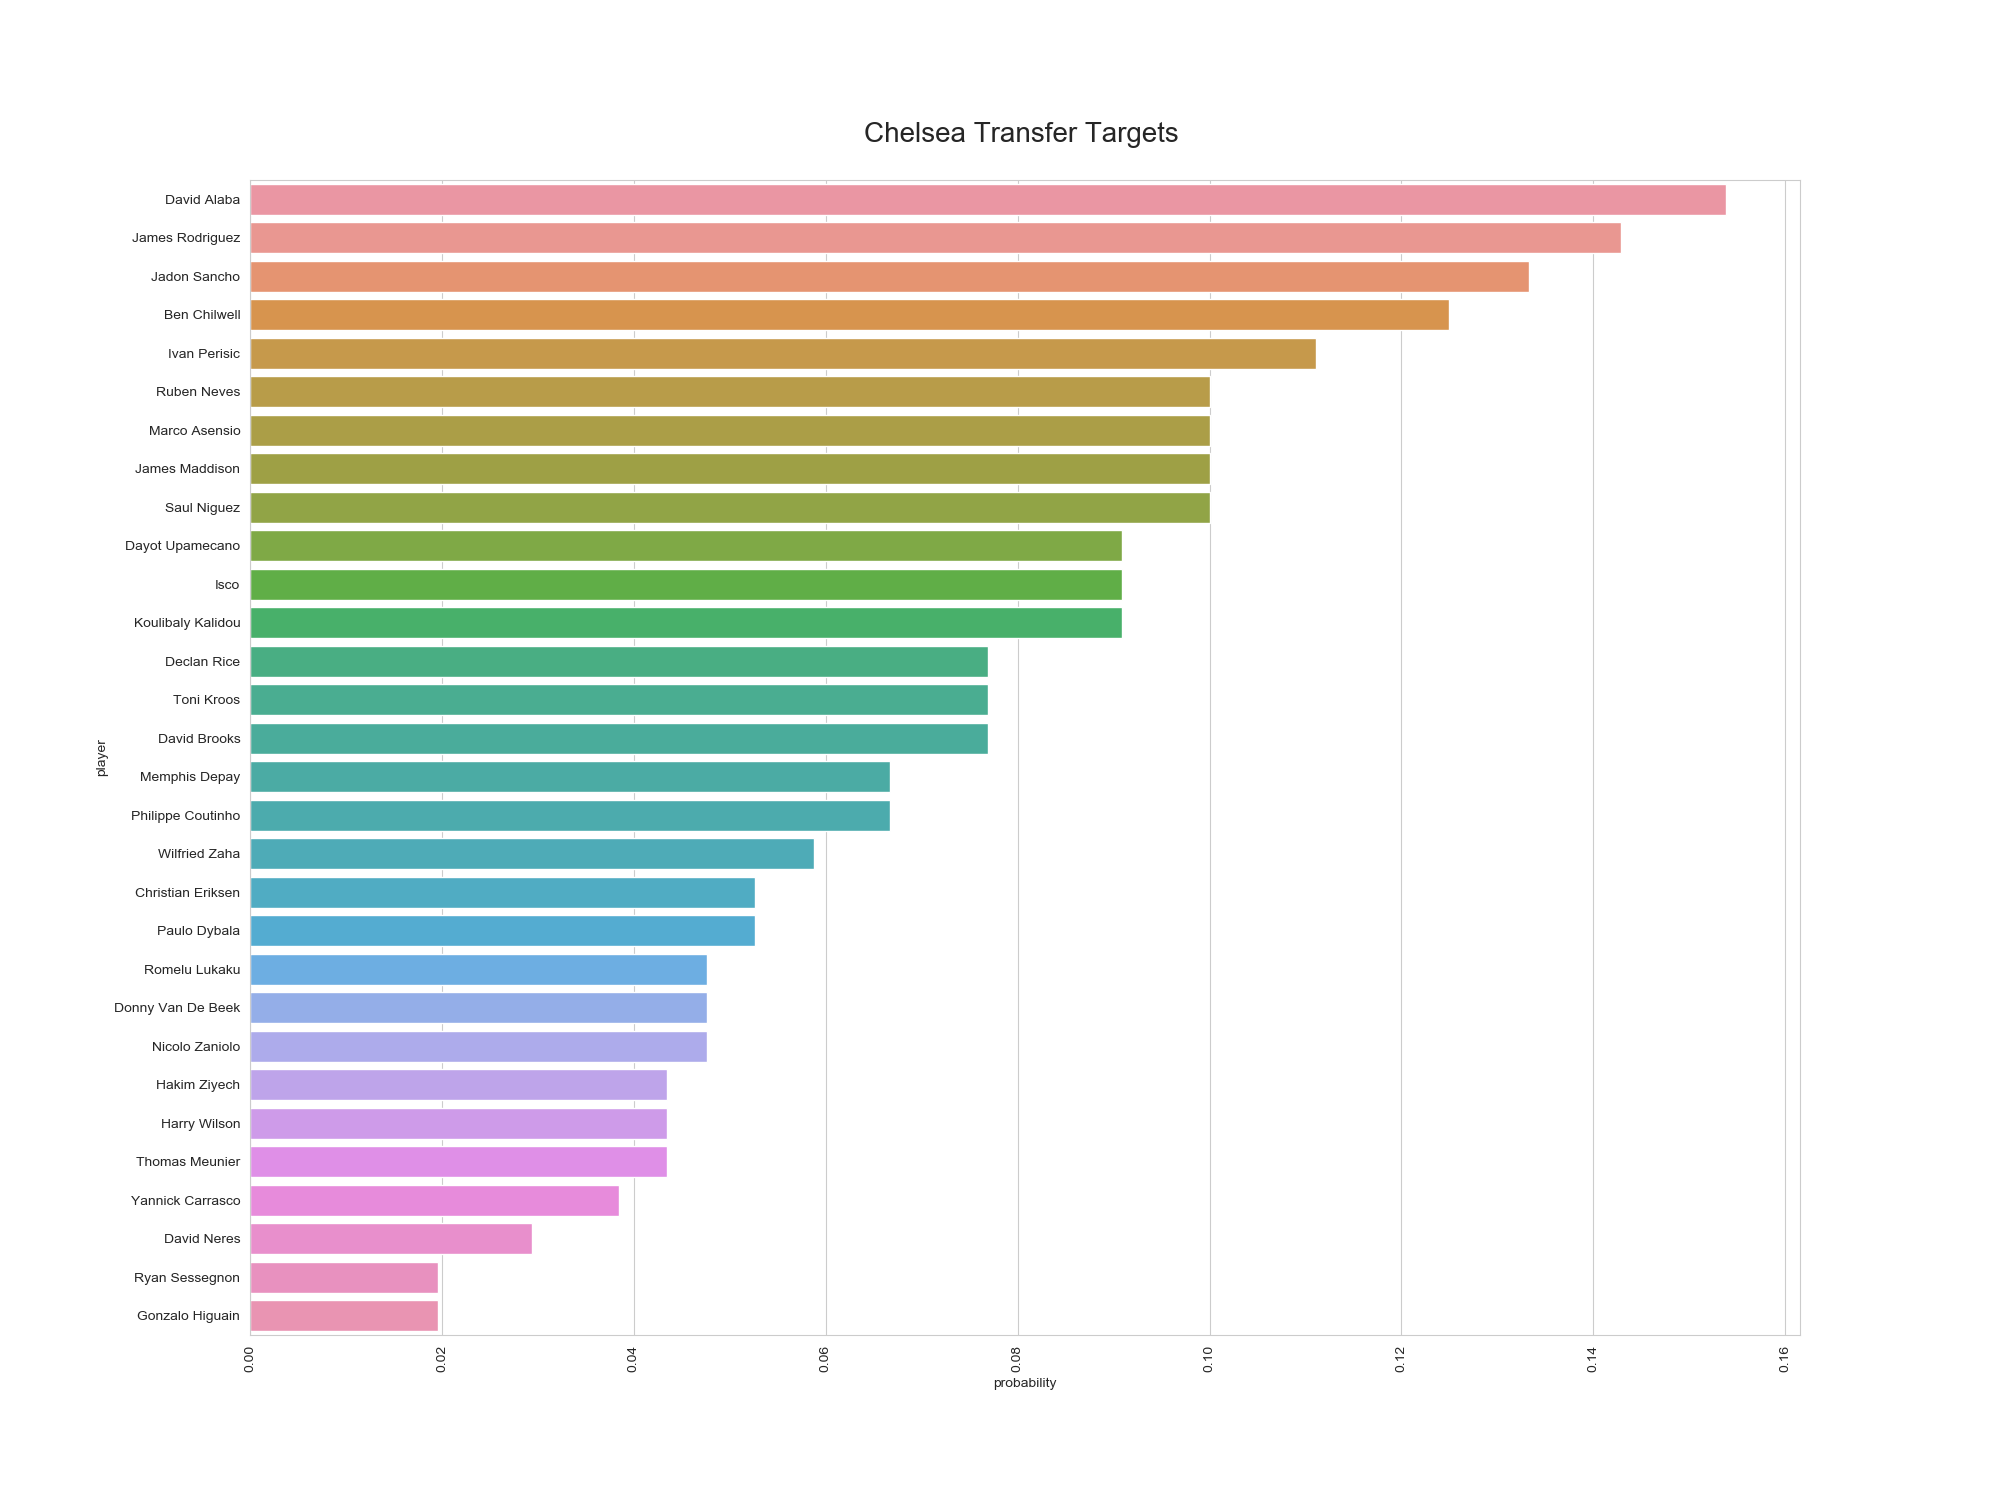 Chelsea Transfer Targets
David Alaba
James Rodriguez
Jadon Sancho
Ben Chilwell
Ivan Perisic
Ruben Neves
Marco Asensio
James Maddison
Saul Niguez
Dayot Upamecano
Isco
Koulibaly Kalidou
Declan Rice
Toni Kroos
David Brooks
Memphis Depay
Philippe Coutinho
Wilfried Zaha
Christian Eriksen
Paulo Dybala
Romelu Lukaku
Donny Van De Beek
Nicolo Zaniolo
Hakim Ziyech
Harry Wilson
Thomas Meunier
Yannick Carrasco
David Neres
Ryan Sessegnon
Gonzalo Higuain
player
0.00 0.02 0.04 0.06 0.08 0.10 0.12 0.14 0.16
probability